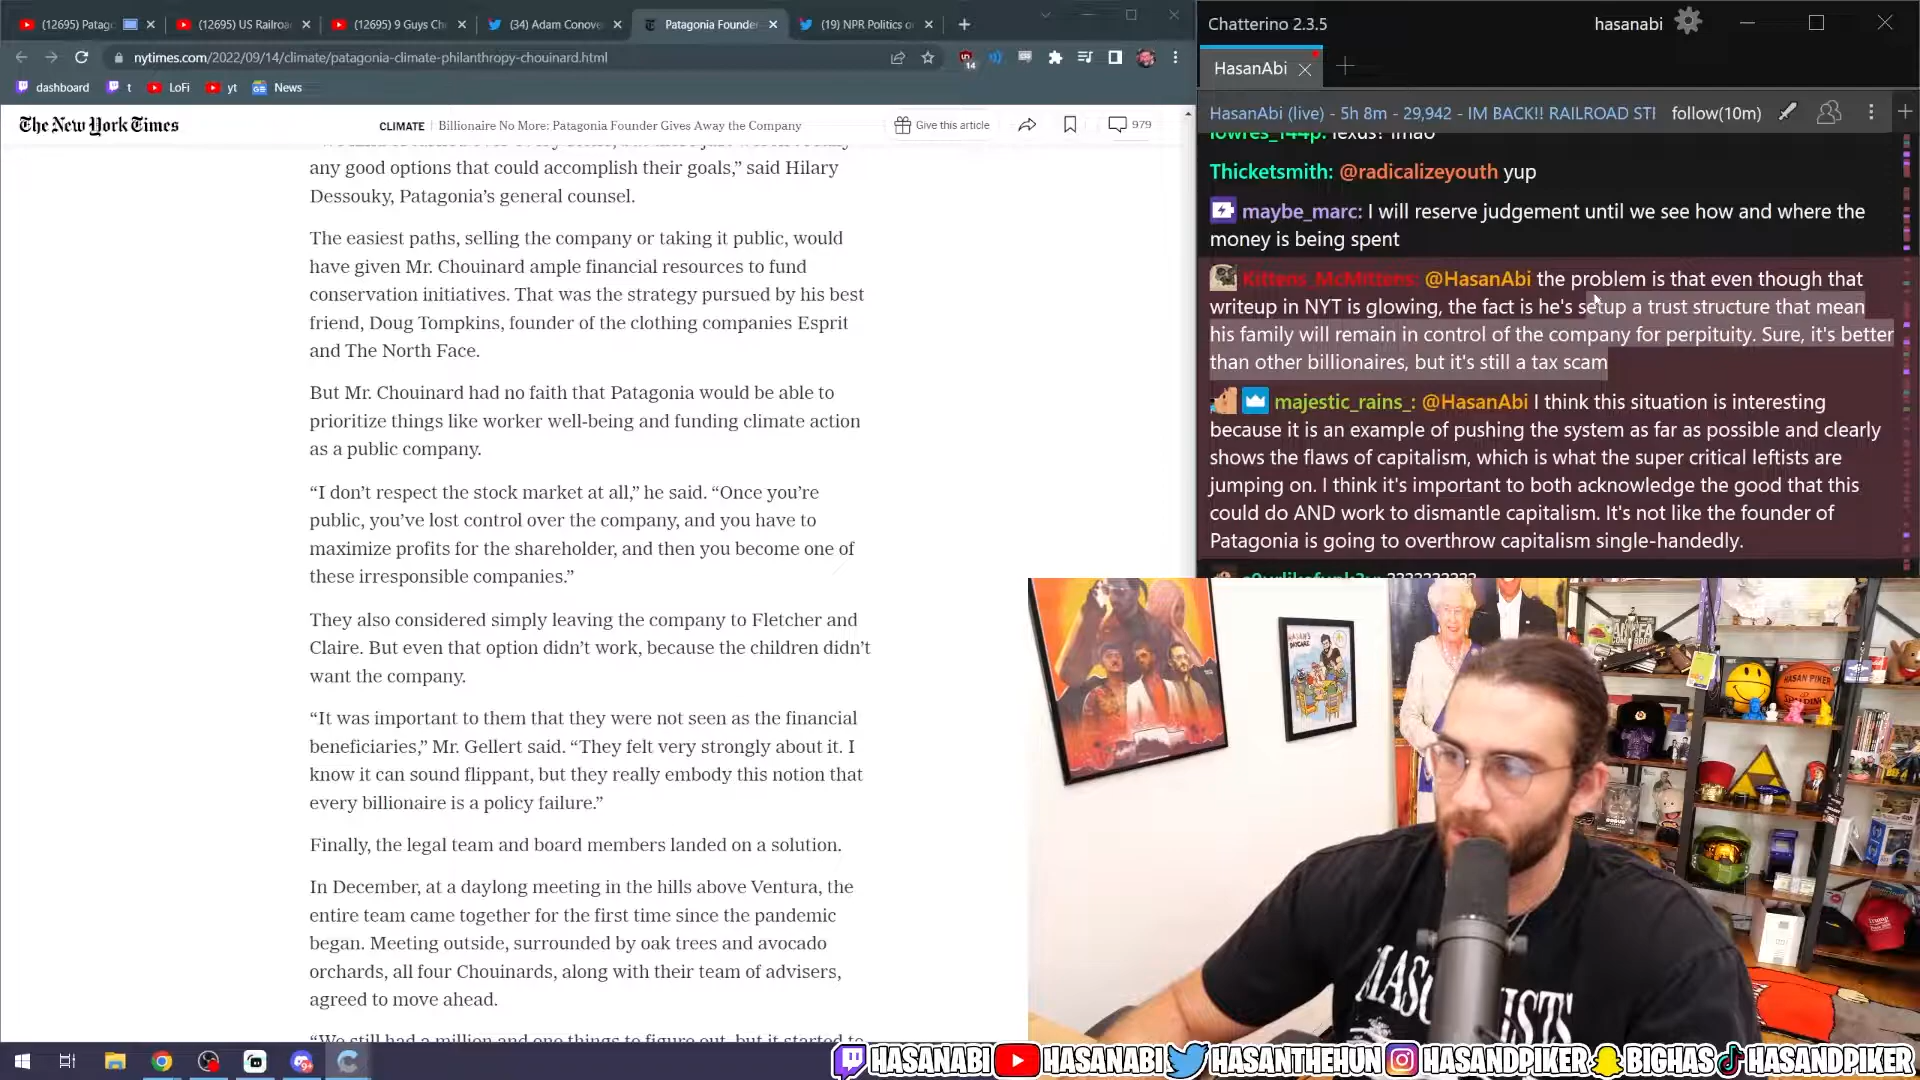 (12695) Patag
(12695) US Railroa
(12695) 9 Guys Ch
(34) Adam Conove
Patagonia Founder
(19) NPR Politics o
nytimes.com/2022/09/14/climate/patagonia-climate-philanthropy-chouinard.html
14
dashboard
t
LoFi
yt
News
The New York Times
CLIMATE | Billionaire No More: Patagonia Founder Gives Away the Company
Give this article
979
any good options that could accomplish their goals,” said Hilary
Dessouky, Patagonia’s general counsel.
The easiest paths, selling the company or taking it public, would
have given Mr. Chouinard ample financial resources to fund
conservation initiatives. That was the strategy pursued by his best
friend, Doug Tompkins, founder of the clothing companies Esprit
and The North Face.
But Mr. Chouinard had no faith that Patagonia would be able to
prioritize things like worker well-being and funding climate action
as a public company.
“I don’t respect the stock market at all,” he said. “Once you’re
public, you’ve lost control over the company, and you have to
maximize profits for the shareholder, and then you become one of
these irresponsible companies.”
They also considered simply leaving the company to Fletcher and
Claire. But even that option didn’t work, because the children didn’t
want the company.
“It was important to them that they were not seen as the financial
beneficiaries,” Mr. Gellert said. “They felt very strongly about it. I
know it can sound flippant, but they really embody this notion that
every billionaire is a policy failure.”
Finally, the legal team and board members landed on a solution.
In December, at a daylong meeting in the hills above Ventura, the
entire team came together for the first time since the pandemic
began. Meeting outside, surrounded by oak trees and avocado
orchards, all four Chouinards, along with their team of advisers,
agreed to move ahead.
“We still had a million and one things to figure out, but it started to
Chatterino 2.3.5
hasanabi
HasanAbi
HasanAbi (live) - 5h 8m - 29,942 - IM BACK!! RAILROAD STI
follow(10m)
lowres_144p: lexus? lmao
Thicketsmith: @radicalizeyouth yup
maybe_marc: I will reserve judgement until we see how and where the
money is being spent
Kittens_McMittens: @HasanAbi the problem is that even though that
writeup in NYT is glowing, the fact is he's setup a trust structure that mean
his family will remain in control of the company for perpituity. Sure, it's better
than other billionaires, but it's still a tax scam
majestic_rains_: @HasanAbi I think this situation is interesting
because it is an example of pushing the system as far as possible and clearly
shows the flaws of capitalism, which is what the super critical leftists are
jumping on. I think it's important to both acknowledge the good that this
could do AND work to dismantle capitalism. It's not like the founder of
Patagonia is going to overthrow capitalism single-handedly.
HASAN PIKER
SPALDING
HASANABI
HASANABI
HASANTHEHUN
HASANDPIKER
BIGHAS
HASANDPIKER